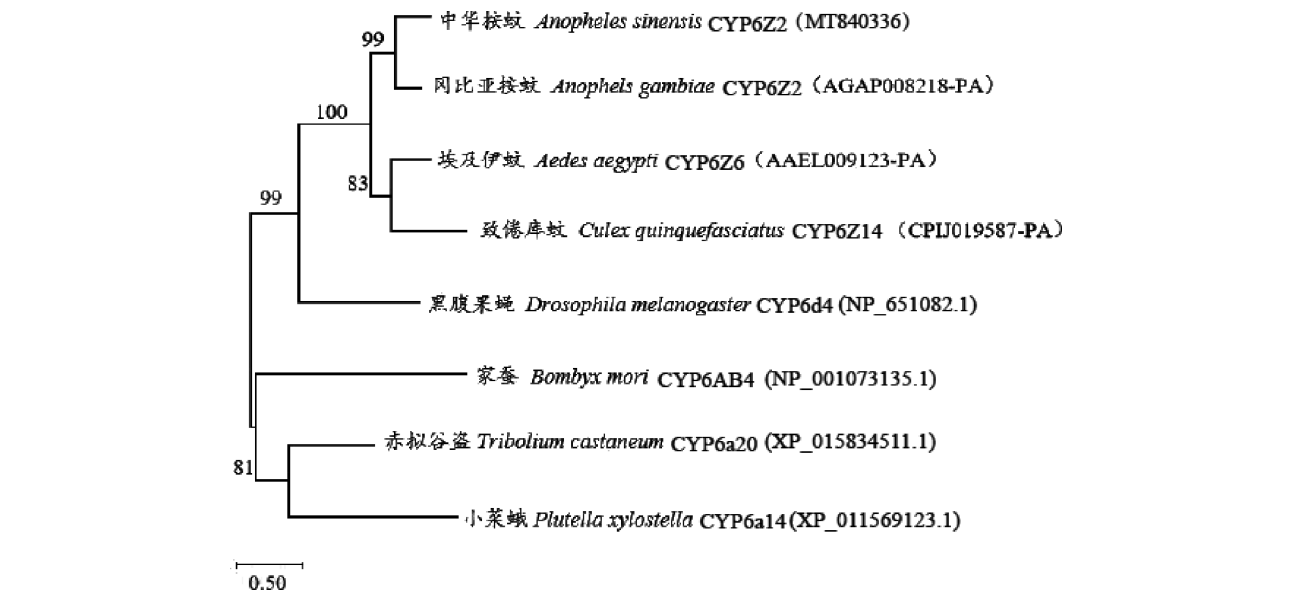 中华按蚊 Anopheles sinensis CYP6Z2 (MT840336)
99
冈比亚按蚊 Anophels gambiae CYP6Z2 (AGAP008218-PA)
100
埃及伊蚊 Aedes aegypti CYP6Z6 (AAEL009123-PA)
83
99
致倦库蚊 Culex quinquefasciatus CYP6Z14 (CPIJ019587-PA)
黑腹果蝇 Drosophila melanogaster CYP6d4 (NP_651082.1)
家蚕 Bombyx mori CYP6AB4 (NP_001073135.1)
赤拟谷盗 Tribolium castaneum CYP6a20 (XP_015834511.1)
81
小菜蛾 Plutella xylostella CYP6a14 (XP_011569123.1)
0.50